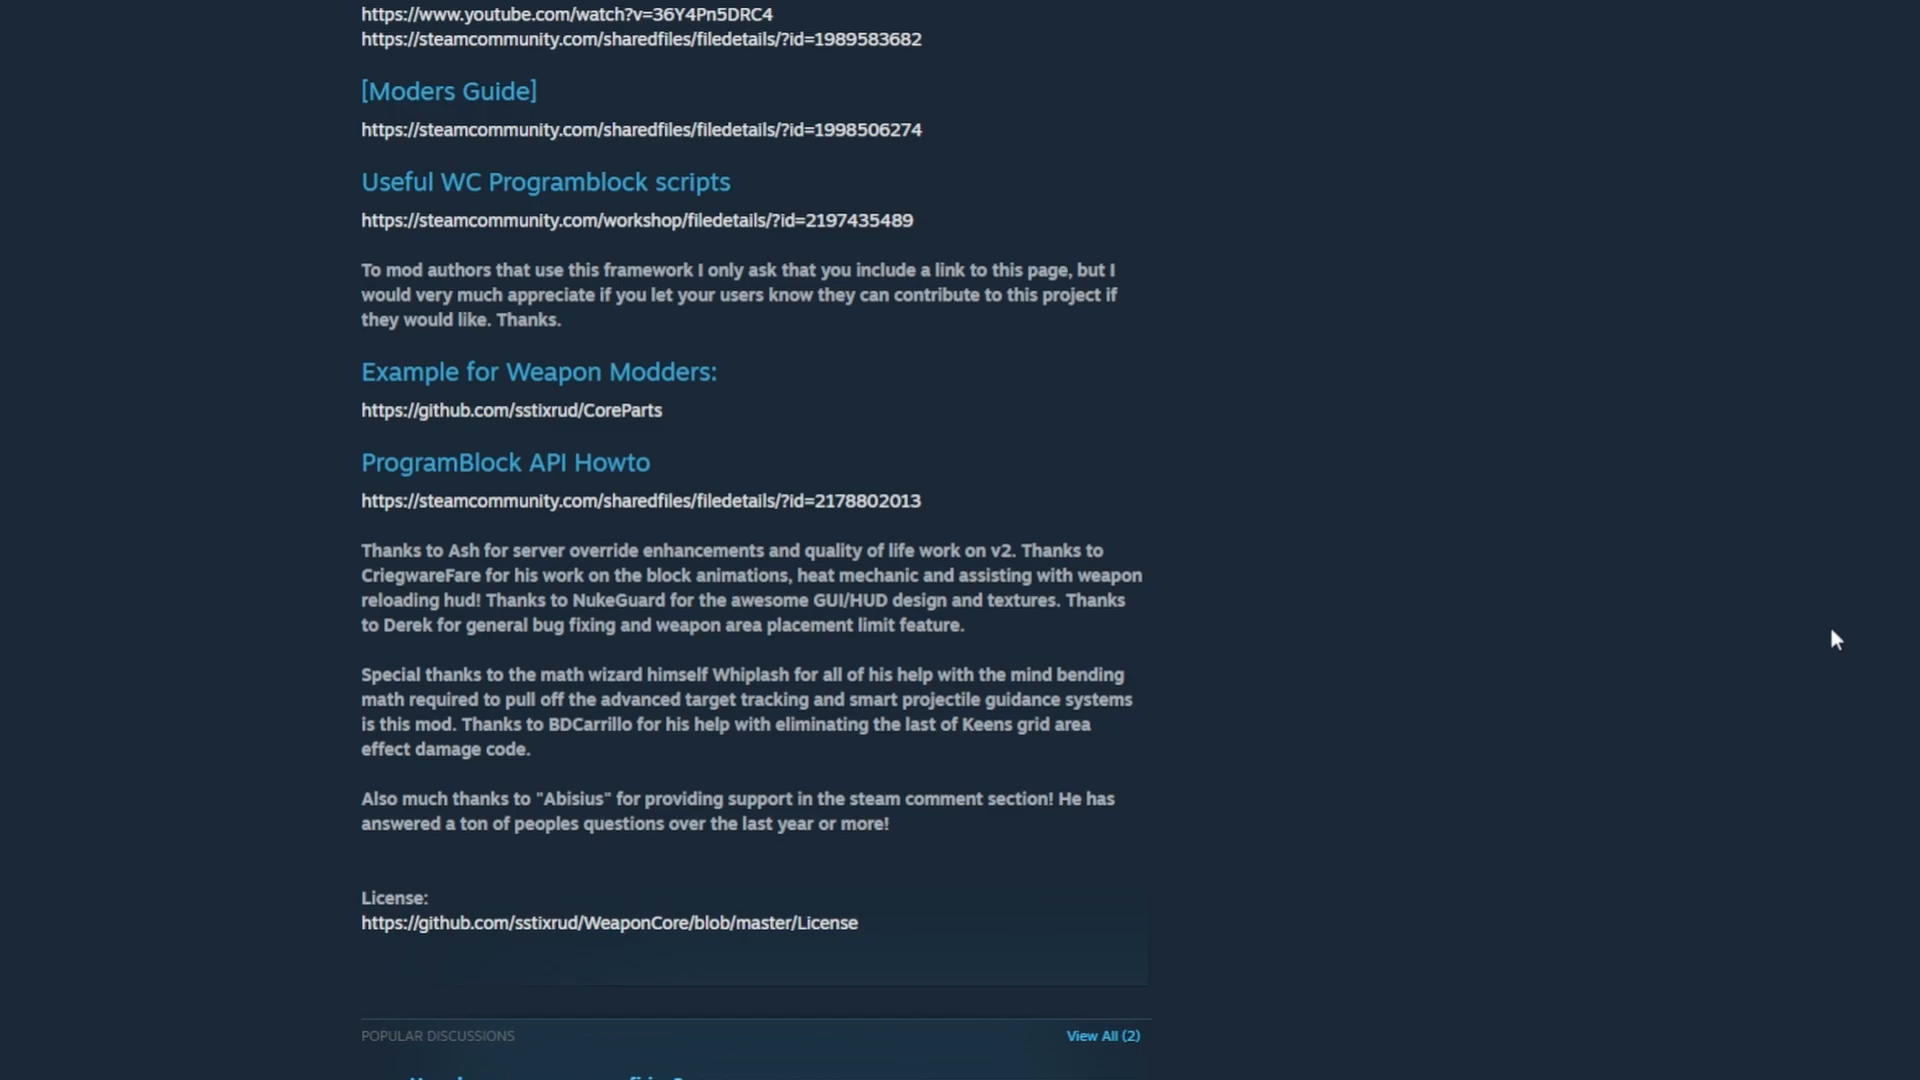 https://www.youtube.com/watch?v=36Y4Pn5DRC4
https://steamcommunity.com/sharedfiles/filedetails/?id=1989583682
[Moders Guide]
https://steamcommunity.com/sharedfiles/filedetails/?id=1998506274
Useful WC Programblock scripts
https://steamcommunity.com/workshop/filedetails/?id=2197435489
To mod authors that use this framework I only ask that you include a link to this page, but I
would very much appreciate if you let your users know they can contribute to this project if
they would like. Thanks.
Example for Weapon Modders:
https://github.com/sstixrud/CoreParts
ProgramBlock API Howto
https://steamcommunity.com/sharedfiles/filedetails/?id=2178802013
Thanks to Ash for server override enhancements and quality of life work on v2. Thanks to
CriegwareFare for his work on the block animations, heat mechanic and assisting with weapon
reloading hud! Thanks to NukeGuard for the awesome GUI/HUD design and textures. Thanks
to Derek for general bug fixing and weapon area placement limit feature.
Special thanks to the math wizard himself Whiplash for all of his help with the mind bending
math required to pull off the advanced target tracking and smart projectile guidance systems
is this mod. Thanks to BDCarrillo for his help with eliminating the last of Keens grid area
effect damage code.
Also much thanks to "Abisius" for providing support in the steam comment section! He has
answered a ton of peoples questions over the last year or more!
License:
https://github.com/sstixrud/WeaponCore/blob/master/License
POPULAR DISCUSSIONS
View All (2)